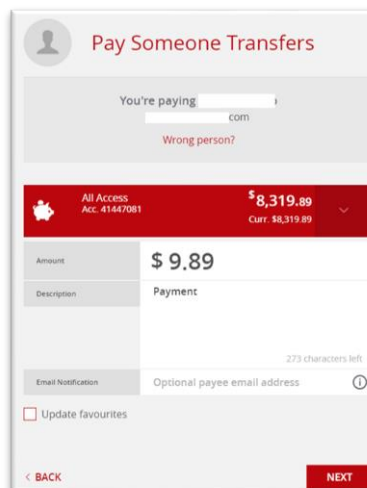 Pay Someone Transfers
You're paying
com
Wrong person?
All Access
Acc. 41447081
$8,319.89
Curr. $8,319.89
Amount
$ 9.89
Description
Payment
273 characters left
Email Notification
Optional payee email address
Update favourites
< BACK
NEXT